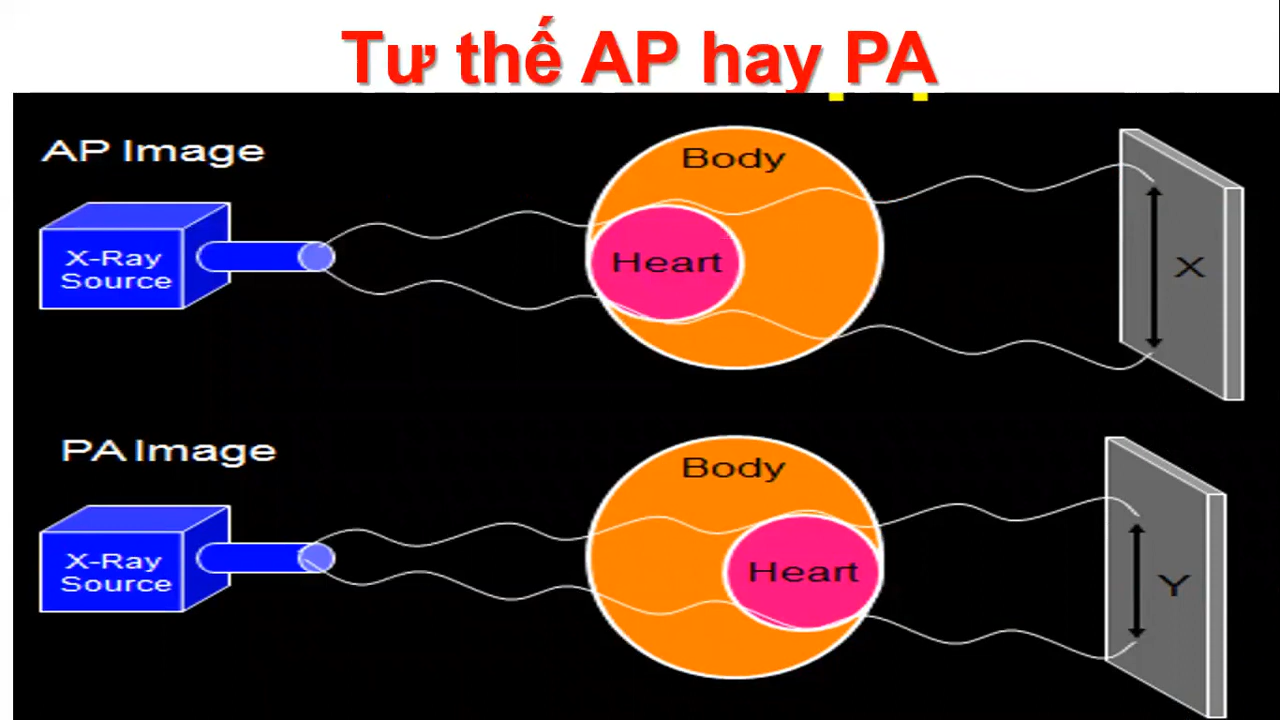 Tư thế AP hay PA
AP Image
Body
X-Ray
Source
Heart
X
PA Image
Body
X-Ray
Source
Heart
Y